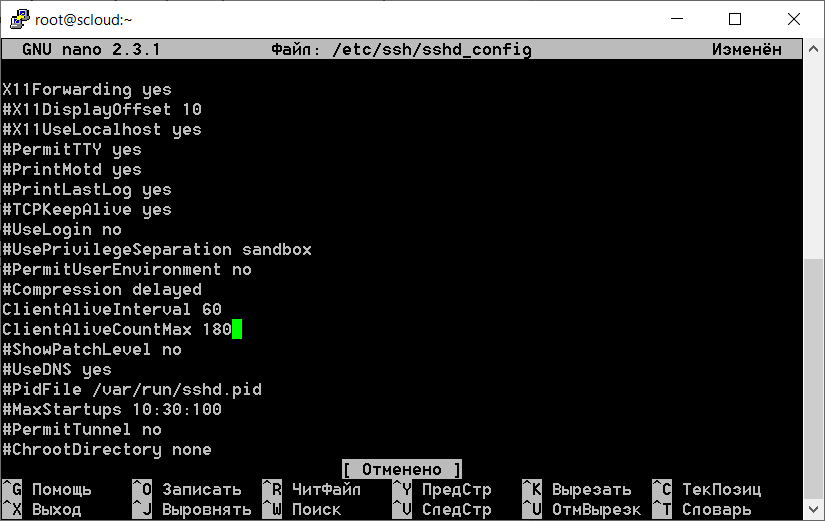 root@scloud:~
GNU nano 2.3.1 Файл: /etc/ssh/sshd_config Изменён
X11Forwarding yes
#X11DisplayOffset 10
#X11UseLocalhost yes
#PermitTTY yes
#PrintMotd yes
#PrintLastLog yes
#TCPKeepAlive yes
#UseLogin no
#UsePrivilegeSeparation sandbox
#PermitUserEnvironment no
#Compression delayed
ClientAliveInterval 60
ClientAliveCountMax 180
#ShowPatchLevel no
#UseDNS yes
#PidFile /var/run/sshd.pid
#MaxStartups 10:30:100
#PermitTunnel no
#ChrootDirectory none
[ Отменено ]
^G Помощь ^O Записать ^R ЧитФайл ^Y ПредСтр ^K Вырезать ^C ТекПозиц
^X Выход ^J Выровнять ^W Поиск ^V СледСтр ^U ОтмВырезк ^T Словарь